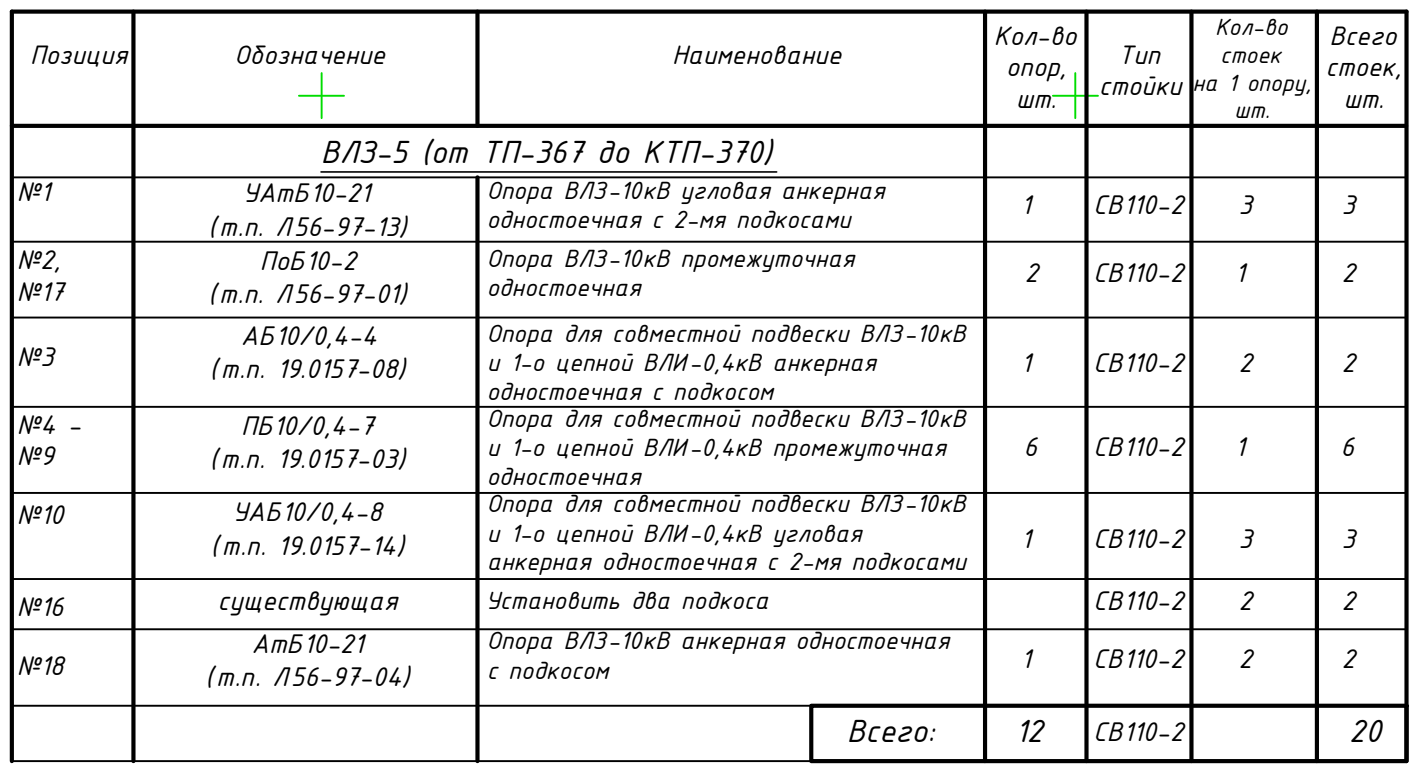 Позиция
Обозначение
Наименование
Кол-во
опор,
шт.
Тип
стойки
Кол-во
стоек
на 1 опору,
шт.
Всего
стоек,
шт.
ВЛЗ-5 (от ТП-367 до КТП-370)
№1
УАтБ10-21
(т.п. Л56-97-13)
Опора ВЛЗ-10кВ угловая анкерная
одностоечная с 2-мя подкосами
1
СВ110-2
3
3
№2,
№17
ПоБ10-2
(т.п. Л56-97-01)
Опора ВЛЗ-10кВ промежуточная
одностоечная
2
СВ110-2
1
2
№3
АБ10/0,4-4
(т.п. 19.0157-08)
Опора для совместной подвески ВЛЗ-10кВ
и 1-о цепной ВЛИ-0,4кВ анкерная
одностоечная с подкосом
1
СВ110-2
2
2
№4 -
№9
ПБ10/0,4-7
(т.п. 19.0157-03)
Опора для совместной подвески ВЛЗ-10кВ
и 1-о цепной ВЛИ-0,4кВ промежуточная
одностоечная
6
СВ110-2
1
6
№10
УАБ10/0,4-8
(т.п. 19.0157-14)
Опора для совместной подвески ВЛЗ-10кВ
и 1-о цепной ВЛИ-0,4кВ угловая
анкерная одностоечная с 2-мя подкосами
1
СВ110-2
3
3
№16
существующая
Установить два подкоса
СВ110-2
2
2
№18
АтБ10-21
(т.п. Л56-97-04)
Опора ВЛЗ-10кВ анкерная одностоечная
с подкосом
1
СВ110-2
2
2
Всего:
12
СВ110-2
20